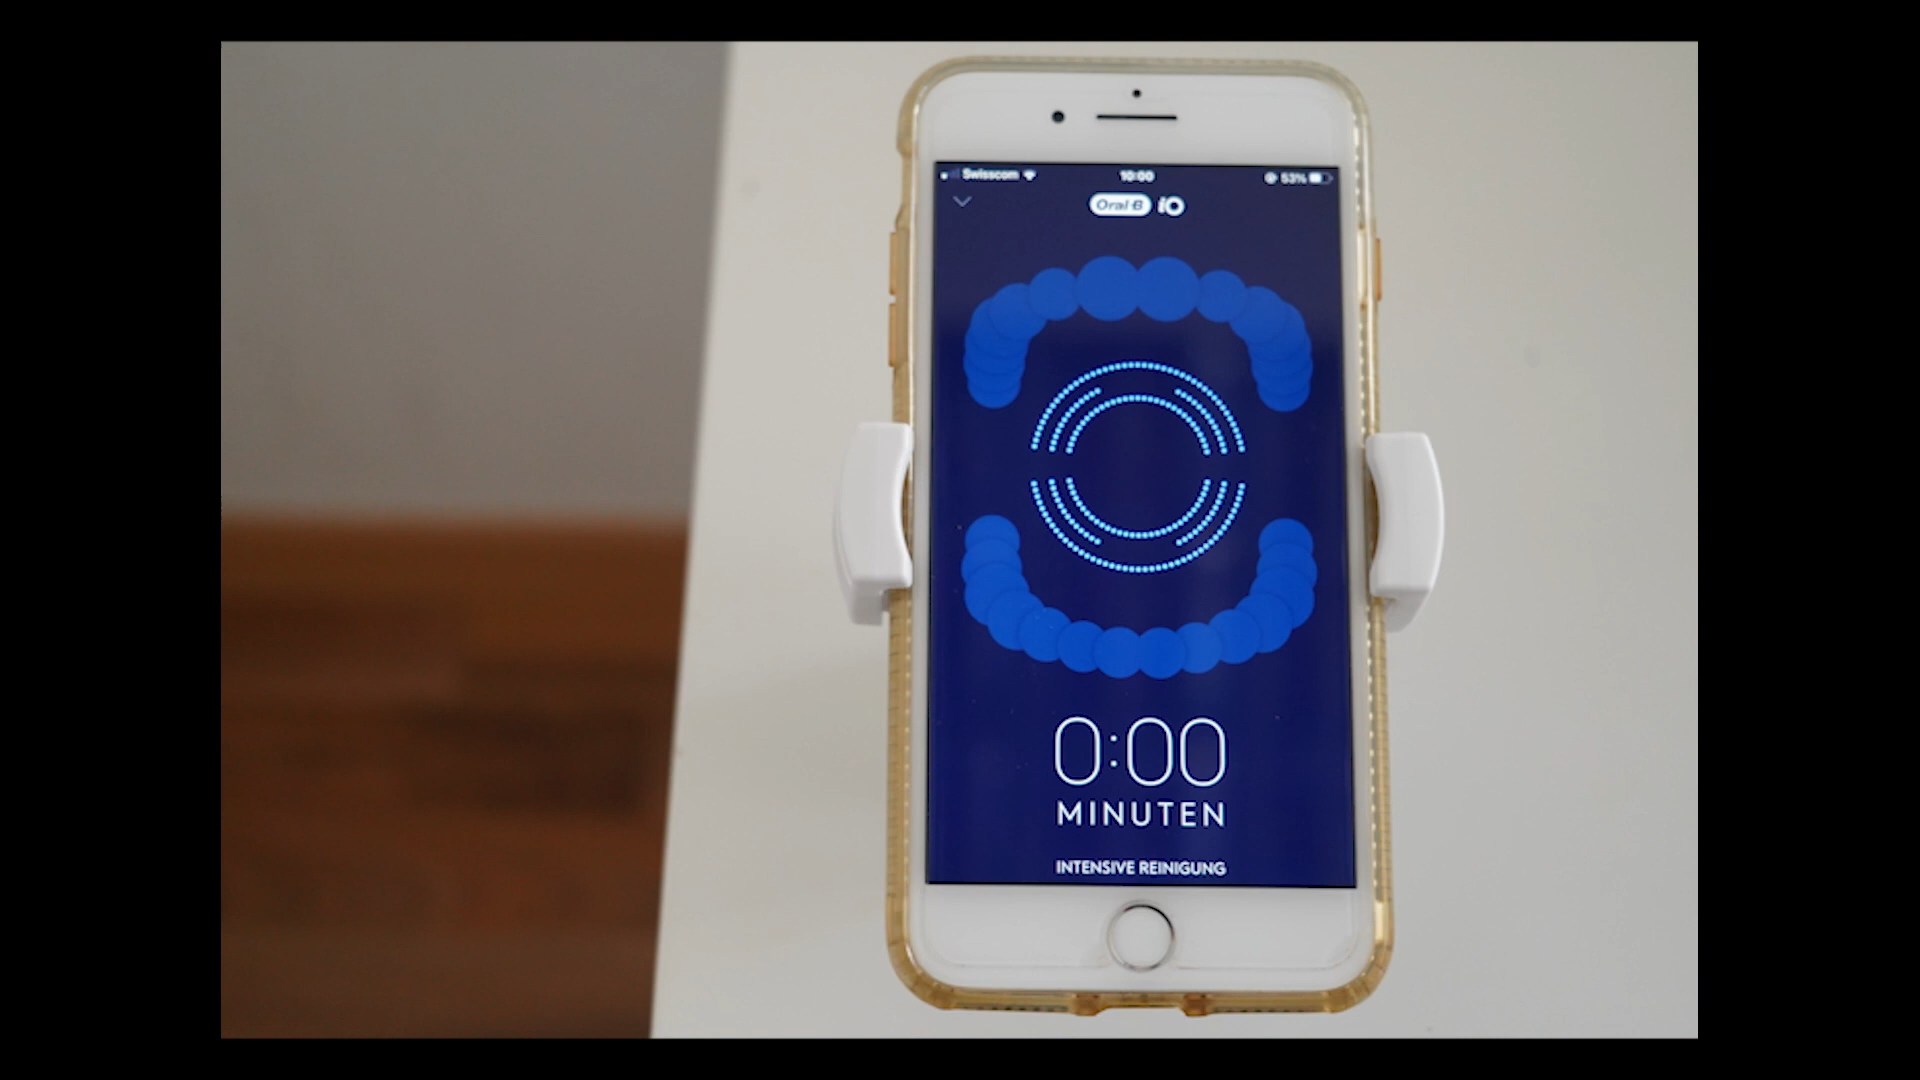 Swisscom 10:00 53%
Oral-B iO
0:00
MINUTEN
INTENSIVE REINIGUNG